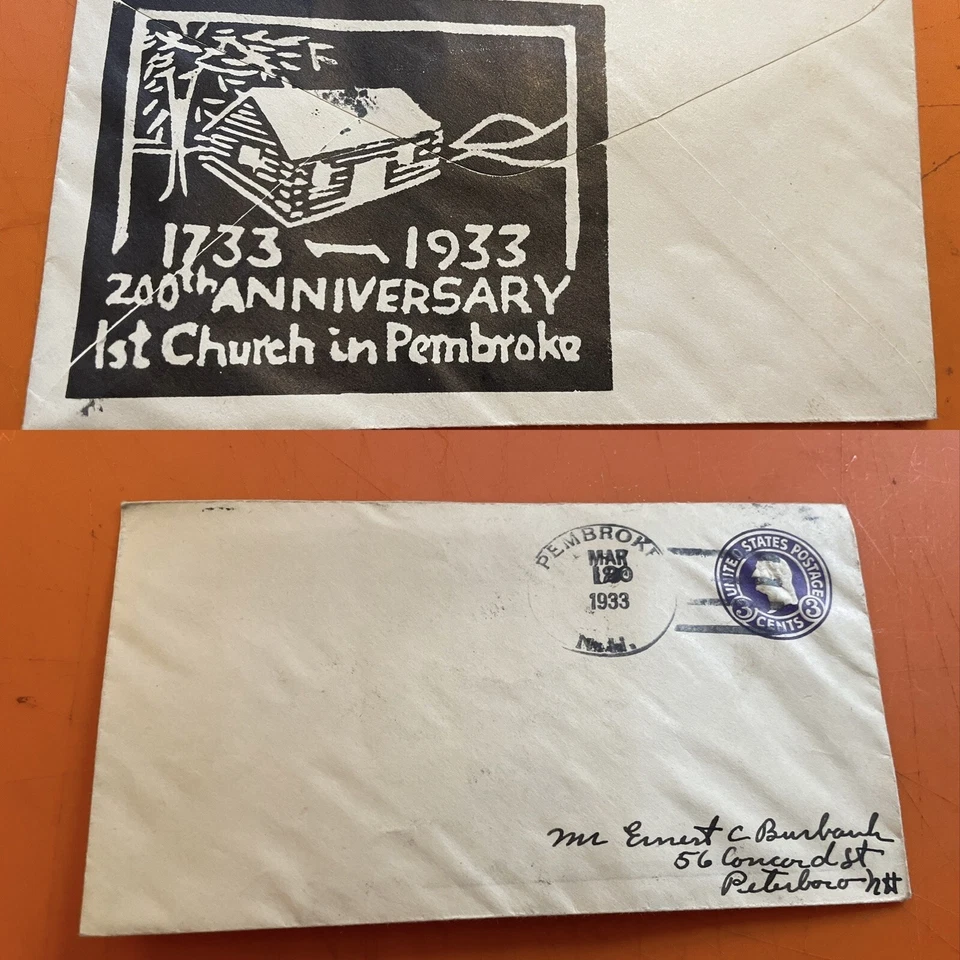 1733 — 1933
200th ANNIVERSARY
1st Church in Pembroke
PEMBROKE
MAR
1933
N.H.
UNITED STATES POSTAGE
3 CENTS 3
Mr Ernest C Burbank
56 Concord St
Peterboro NH